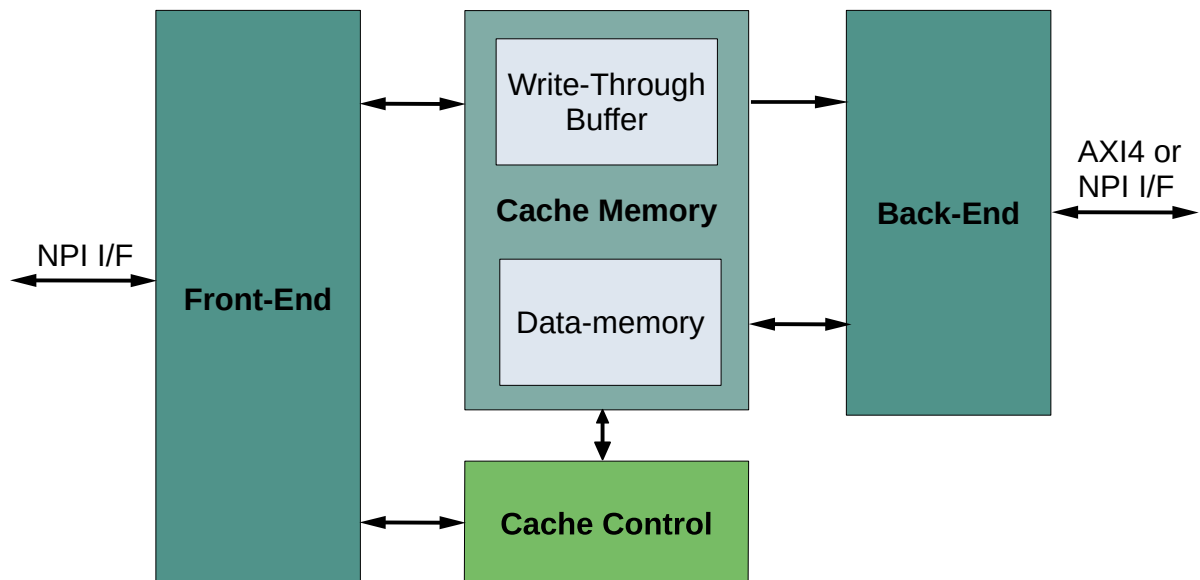 NPI I/F
Front-End
Write-Through
Buffer
Cache Memory
Data-memory
Cache Control
Back-End
AXI4 or
NPI I/F